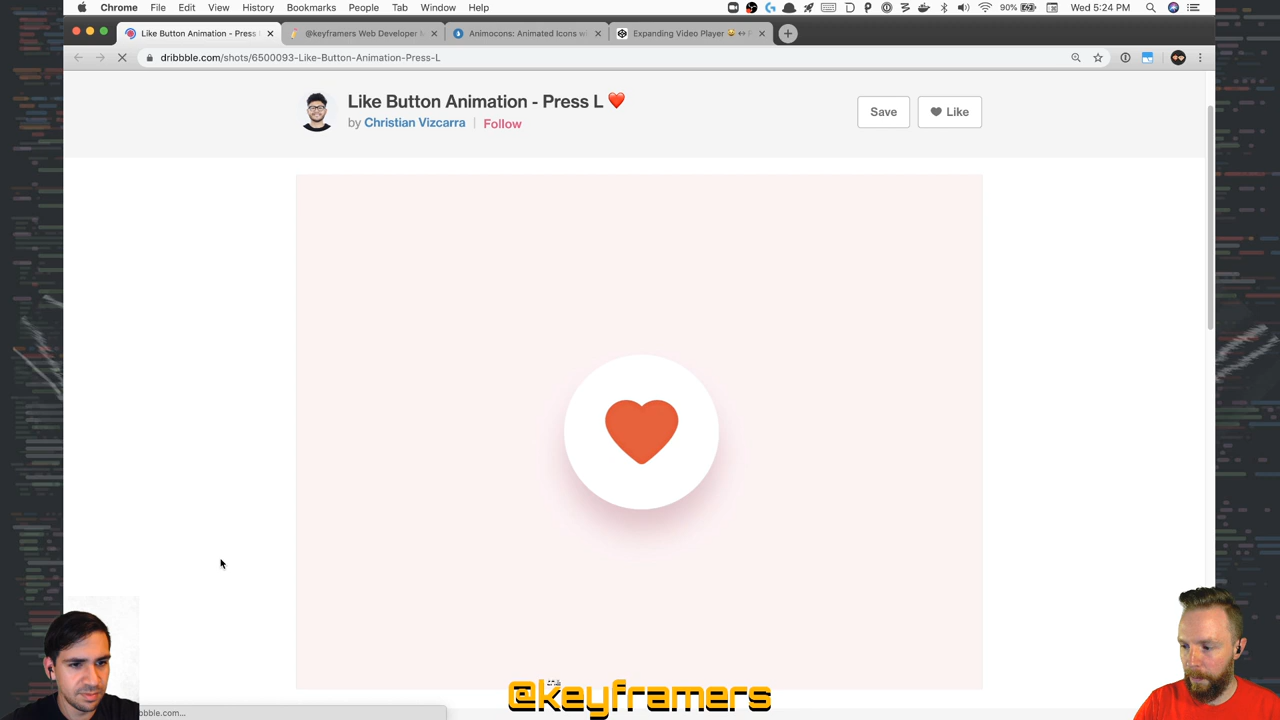 Chrome File Edit View History Bookmarks People Tab Window Help 90% Wed 5:24 PM
Like Button Animation - Press @keyframers Web Developer Animocons: Animated Icons Expanding Video Player
dribbble.com/shots/6500093-Like-Button-Animation-Press-L
Like Button Animation - Press L ❤️
by Christian Vizcarra | Follow
Save
Like
@keyframers
bble.com...